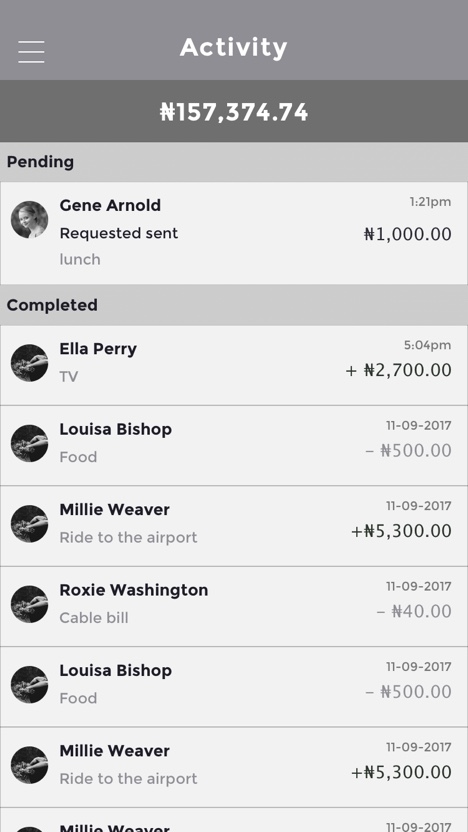 Activity
₦157,374.74
Pending
Gene Arnold 1:21pm
Requested sent ₦1,000.00
lunch
Completed
Ella Perry 5:04pm
TV + ₦2,700.00
Louisa Bishop 11-09-2017
Food – ₦500.00
Millie Weaver 11-09-2017
Ride to the airport +₦5,300.00
Roxie Washington 11-09-2017
Cable bill – ₦40.00
Louisa Bishop 11-09-2017
Food – ₦500.00
Millie Weaver 11-09-2017
Ride to the airport +₦5,300.00
Millie Weaver 11-09-2017